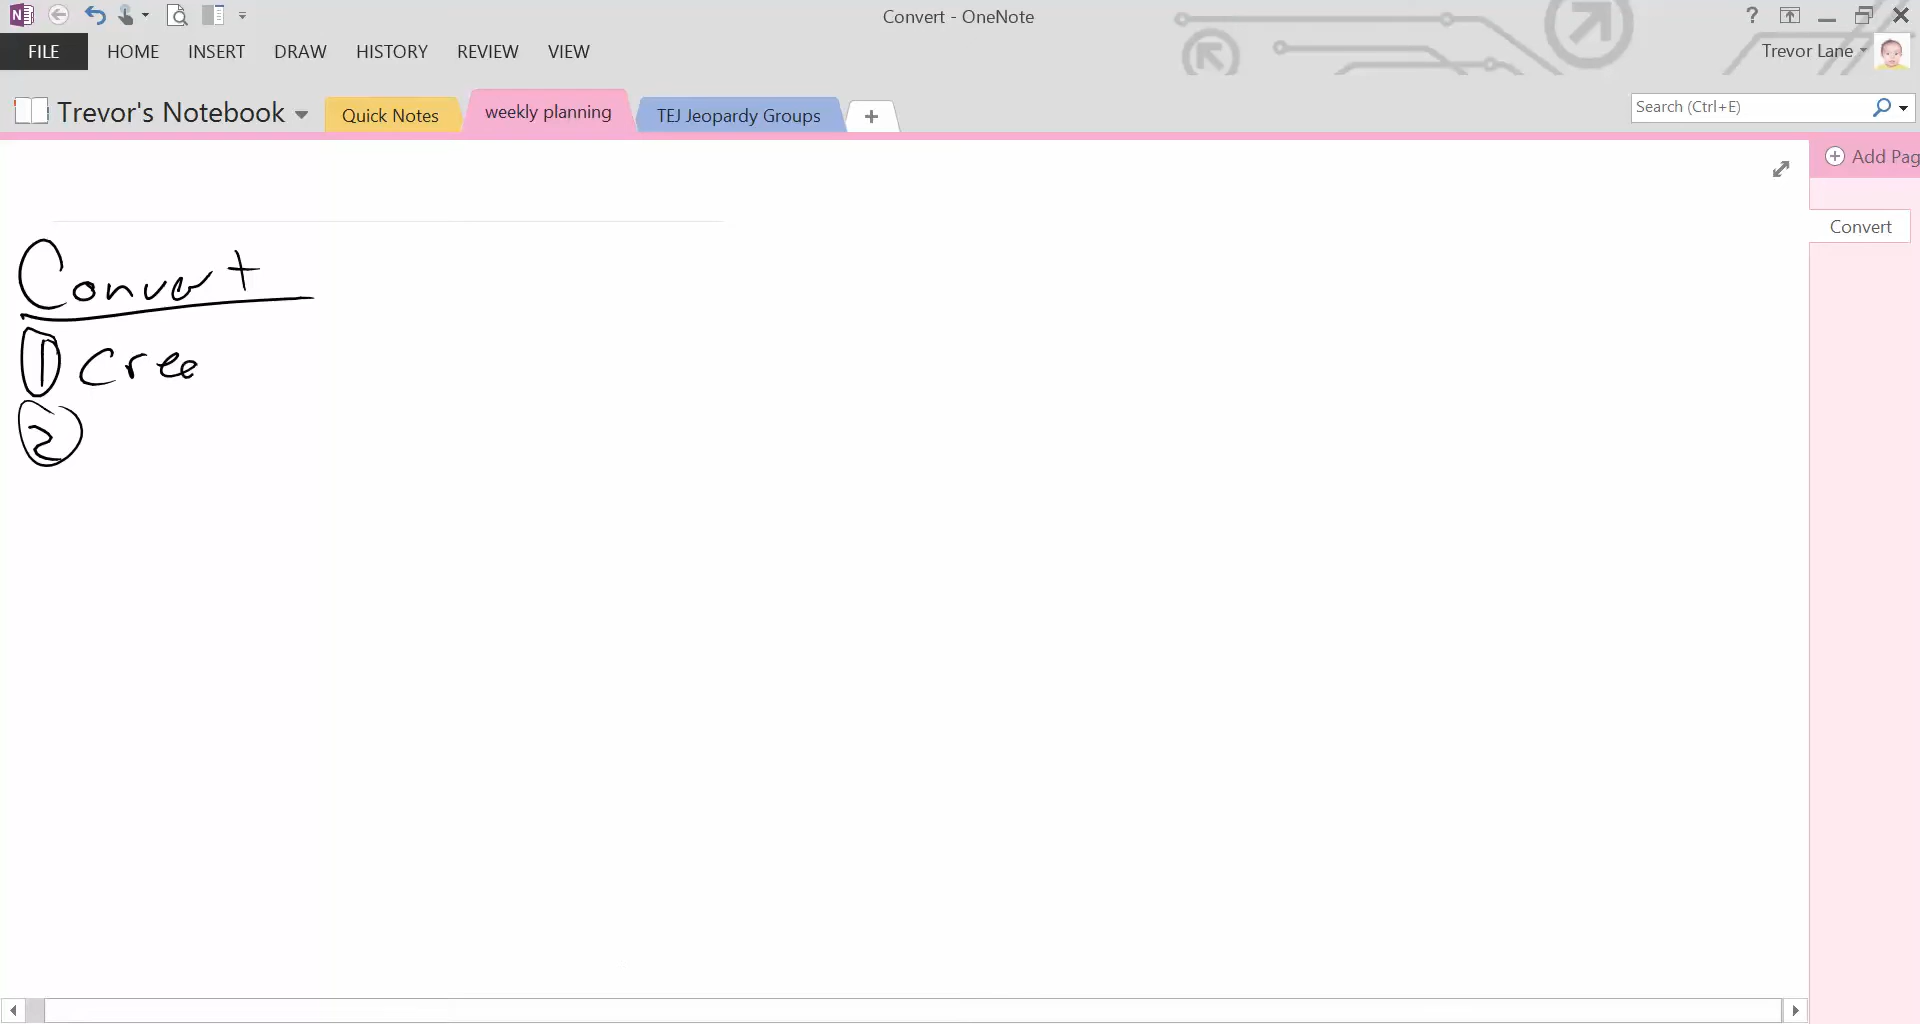 Convert - OneNote
FILE HOME INSERT DRAW HISTORY REVIEW VIEW Trevor Lane
Trevor's Notebook Quick Notes weekly planning TEJ Jeopardy Groups + Search (Ctrl+E)
Add Pag
Convert
Convert
① Cree
②